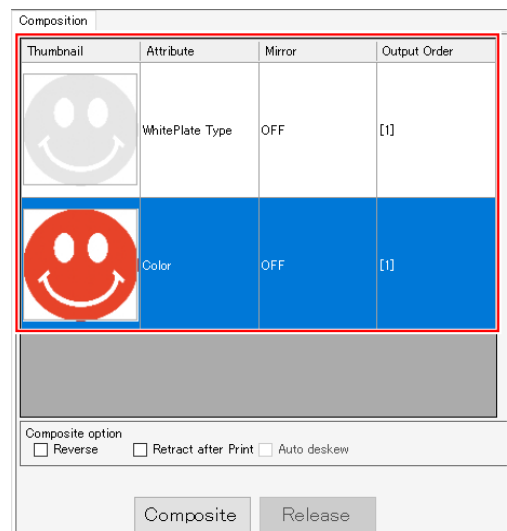 Composition
Thumbnail Attribute Mirror Output Order
WhitePlate Type OFF [1]
Color OFF [1]
Composite option
Reverse Retract after Print Auto deskew
Composite Release